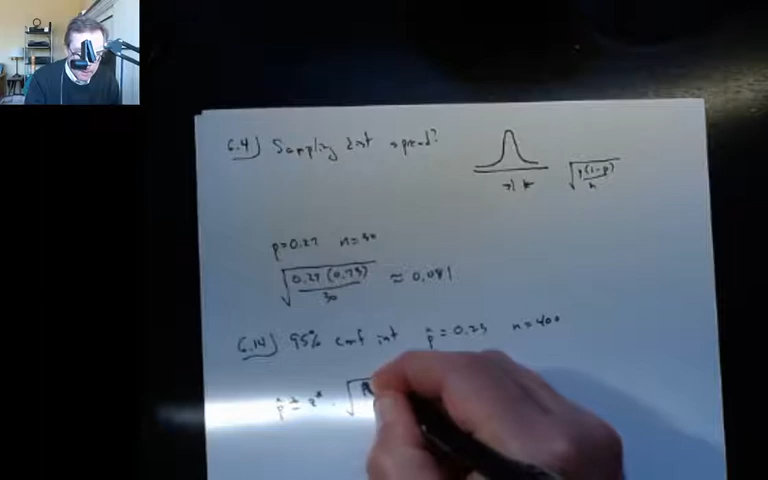 6.4) Sampling dist spread?
√(p(1-p)/n)
p=0.27 n=30
√(0.27 (0.73)/30) ≈ 0.081
6.14) 95% conf int p̂ = 0.23 n=400
p̂ ± z* · √